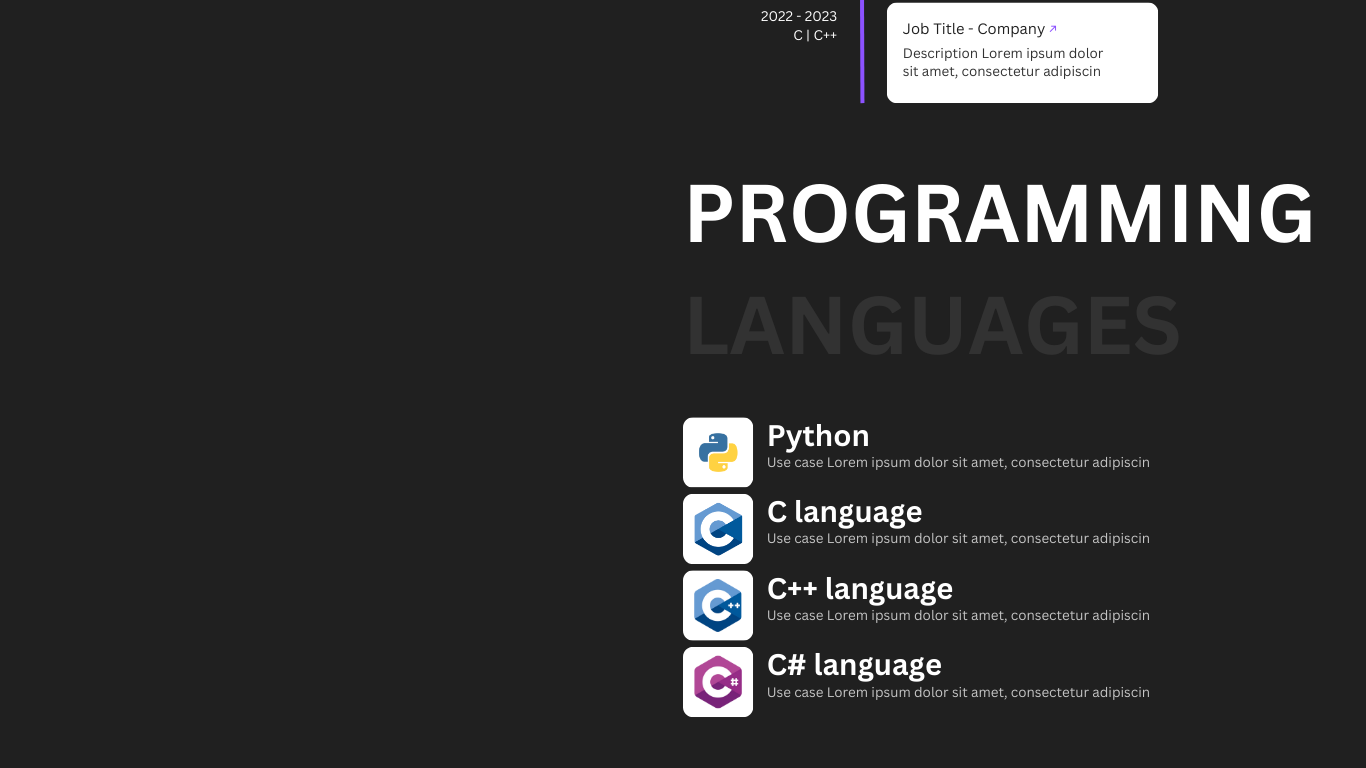 2022 - 2023
C | C++
Job Title - Company ↗
Description Lorem ipsum dolor
sit amet, consectetur adipiscin
PROGRAMMING
LANGUAGES
Python
Use case Lorem ipsum dolor sit amet, consectetur adipiscin
C language
Use case Lorem ipsum dolor sit amet, consectetur adipiscin
C++ language
Use case Lorem ipsum dolor sit amet, consectetur adipiscin
C# language
Use case Lorem ipsum dolor sit amet, consectetur adipiscin